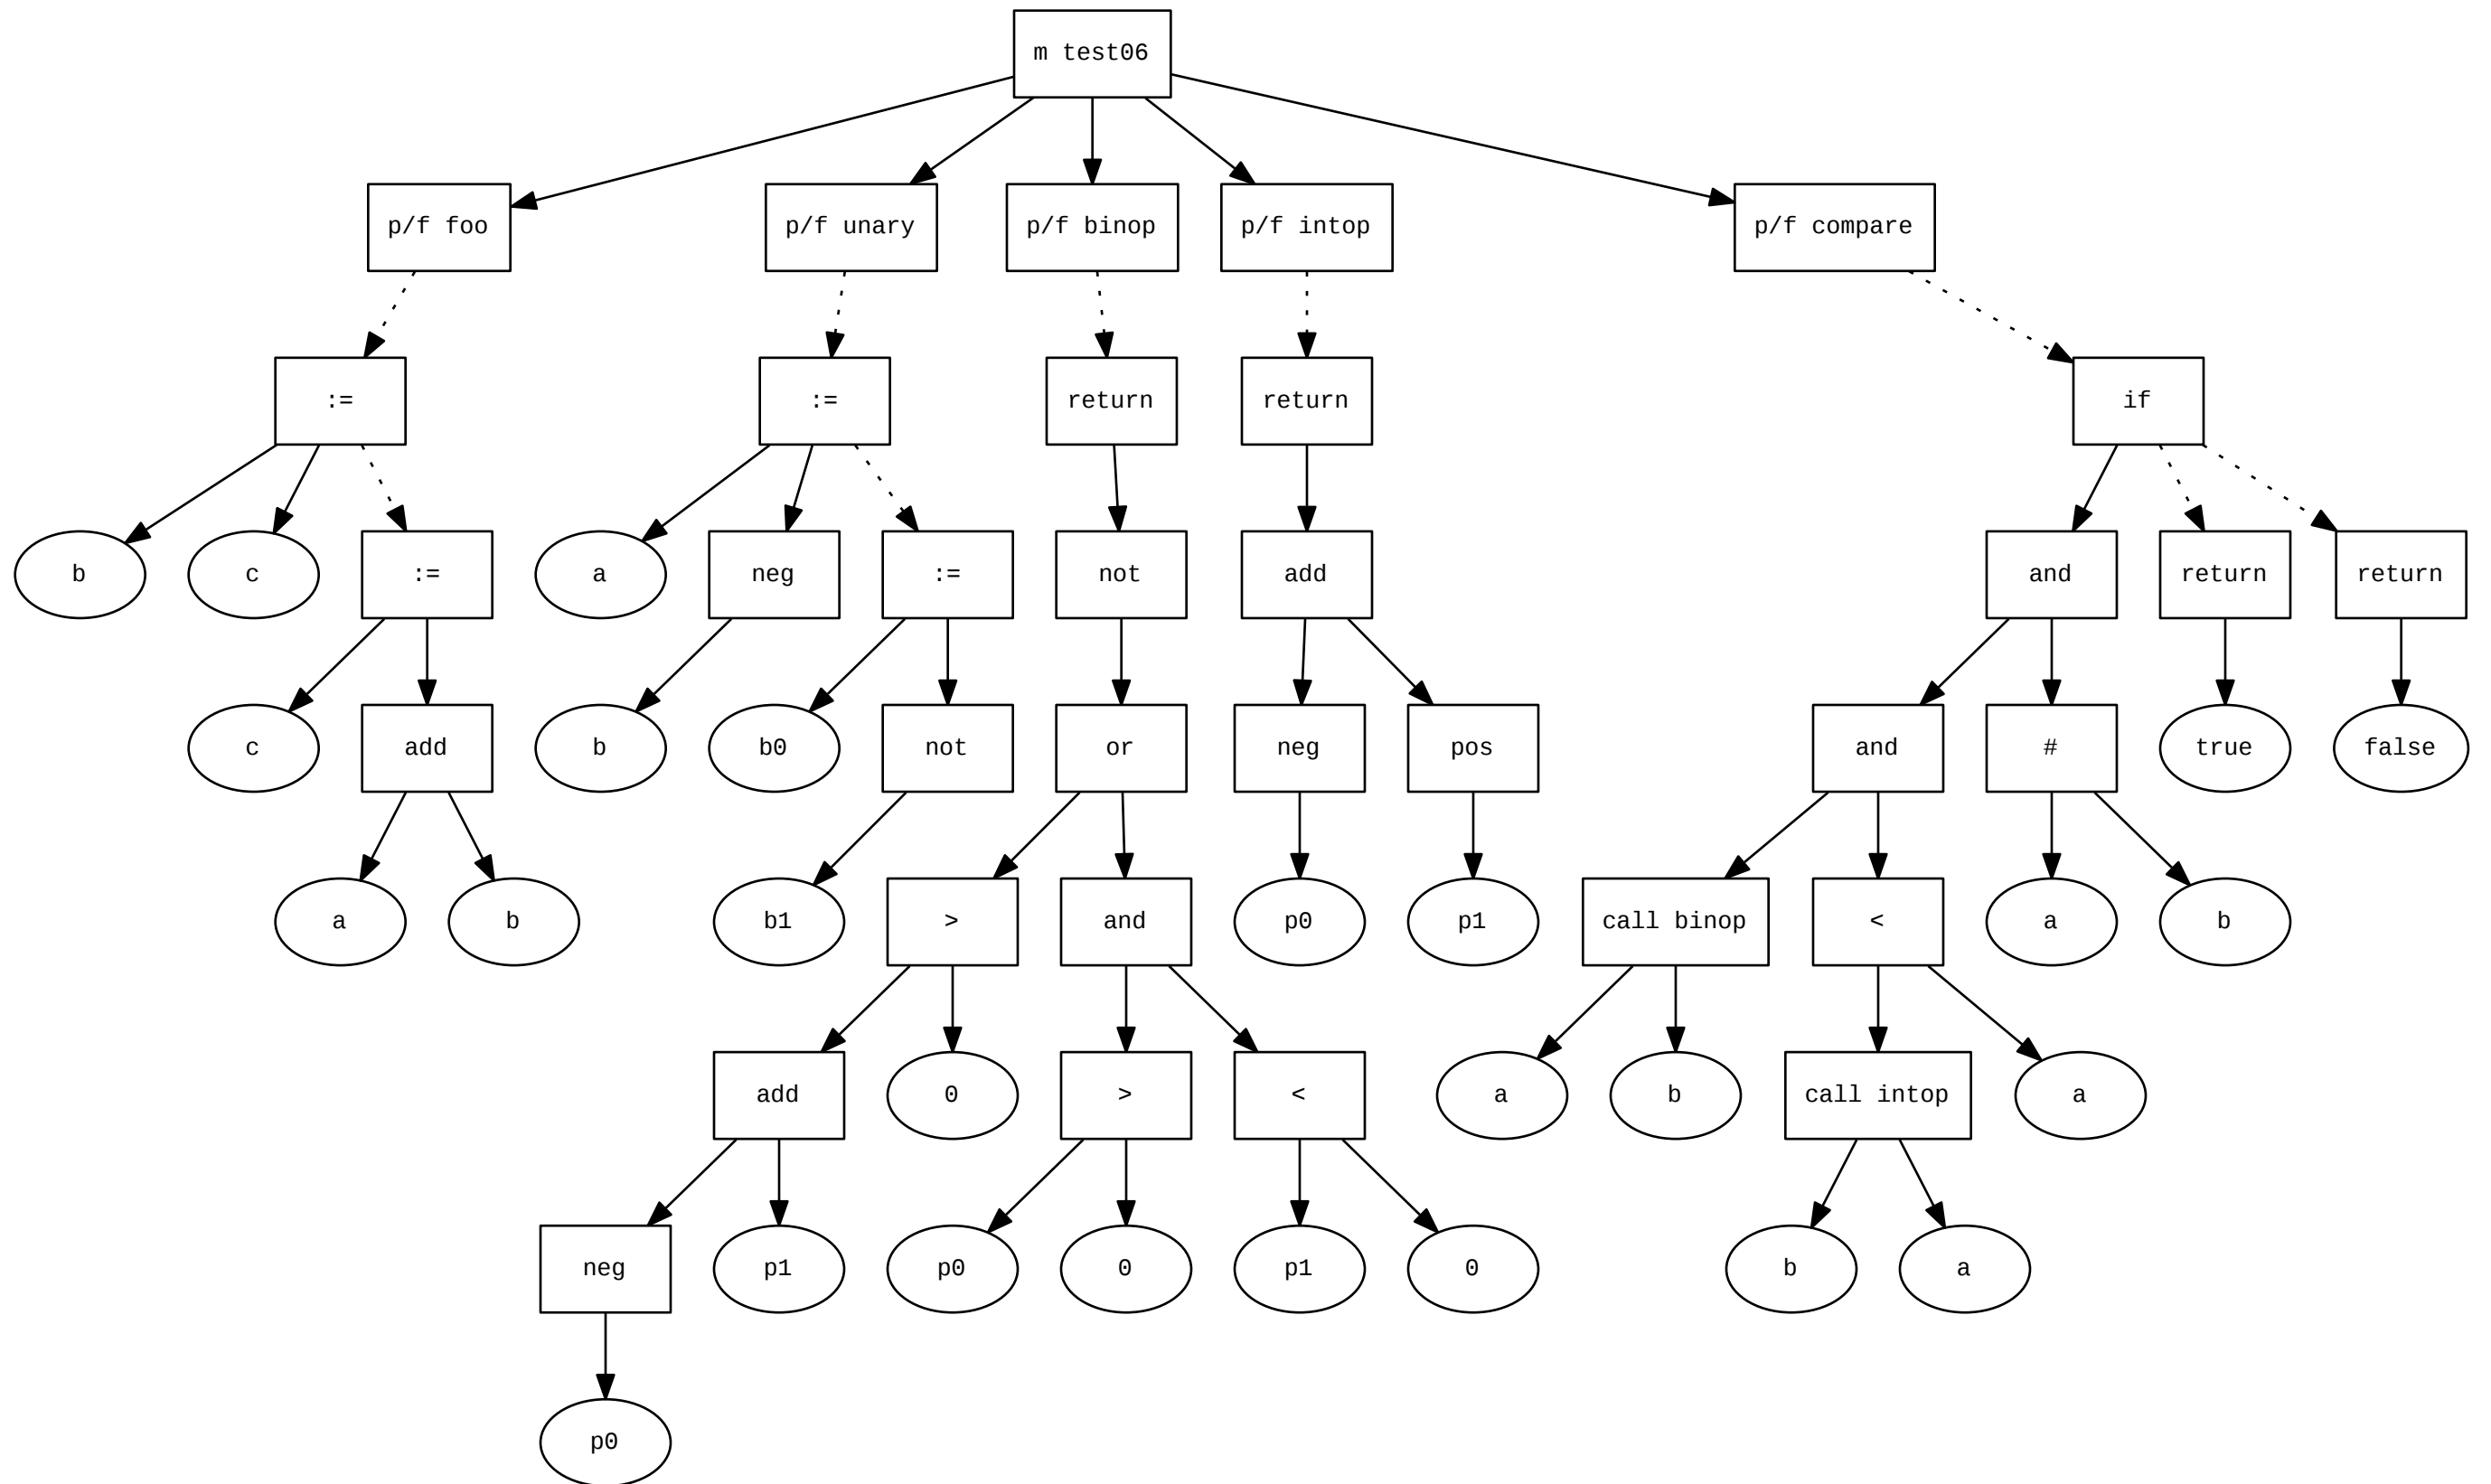 m test06
p/f foo
p/f unary
p/f binop
p/f intop
p/f compare
:=
:=
return
return
if
b
c
:=
a
neg
:=
not
add
and
return
return
c
add
b
b0
not
or
neg
pos
and
#
true
false
a
b
b1
>
and
p0
p1
call binop
<
a
b
add
0
>
<
a
b
call intop
a
neg
p1
p0
0
p1
0
b
a
p0